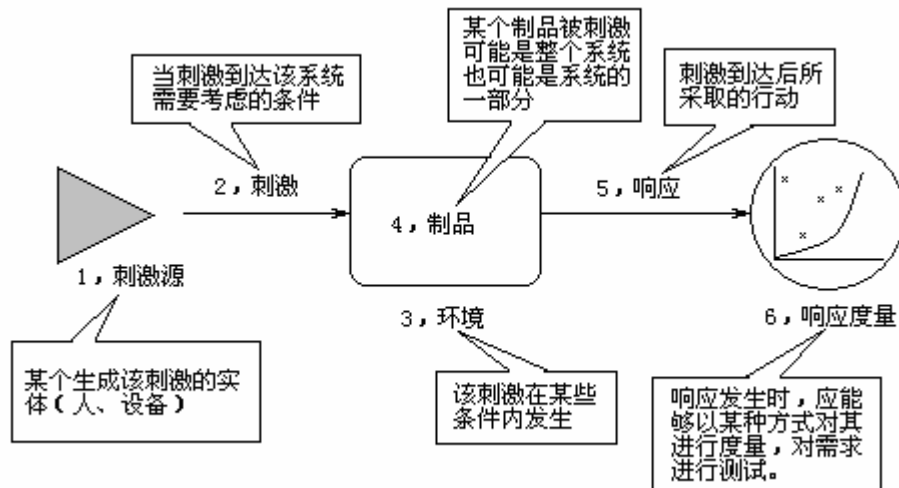 某个制品被刺激
可能是整个系统
也可能是系统的
一部分
当刺激到达该系统
需要考虑的条件
刺激到达后所
采取的行动
2，刺激
5，响应
4，制品
1，刺激源
3，环境
6，响应度量
某个生成该刺激的实
体（人、设备）
该刺激在某些
条件内发生
响应发生时，应能
够以某种方式对其
进行度量，对需求
进行测试。